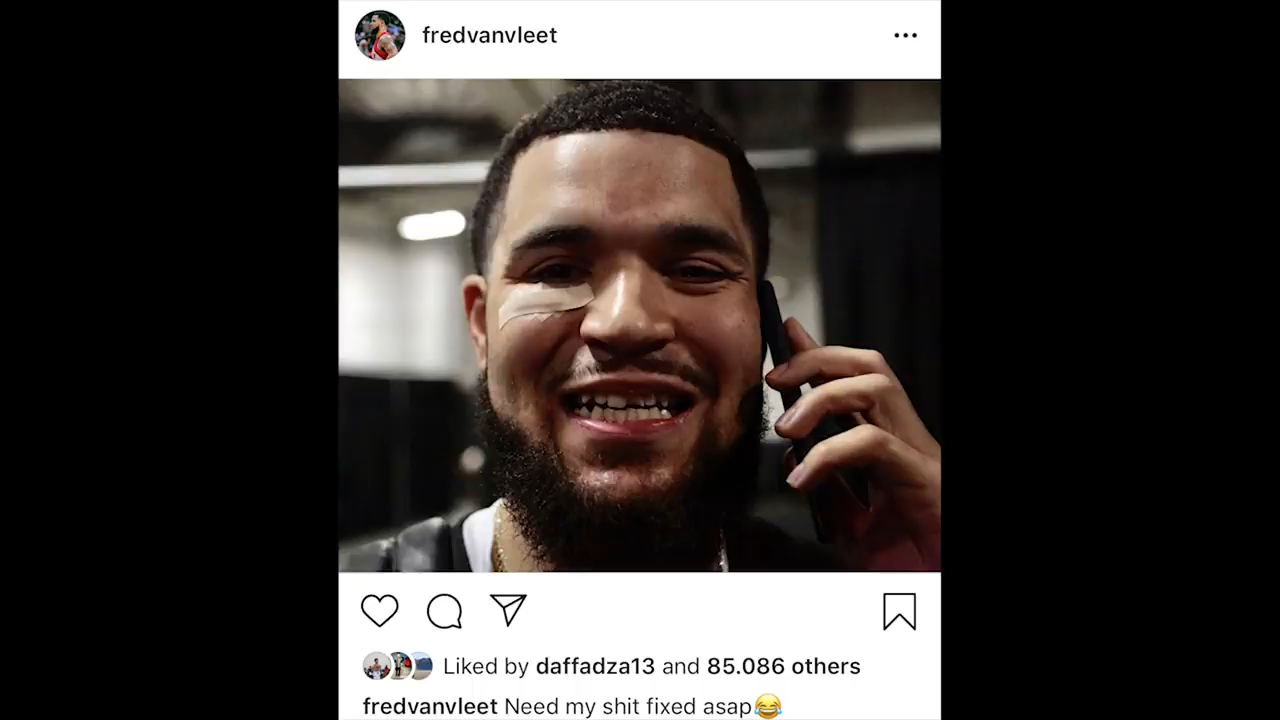 fredvanvleet
Liked by daffadza13 and 85.086 others
fredvanvleet Need my shit fixed asap😂